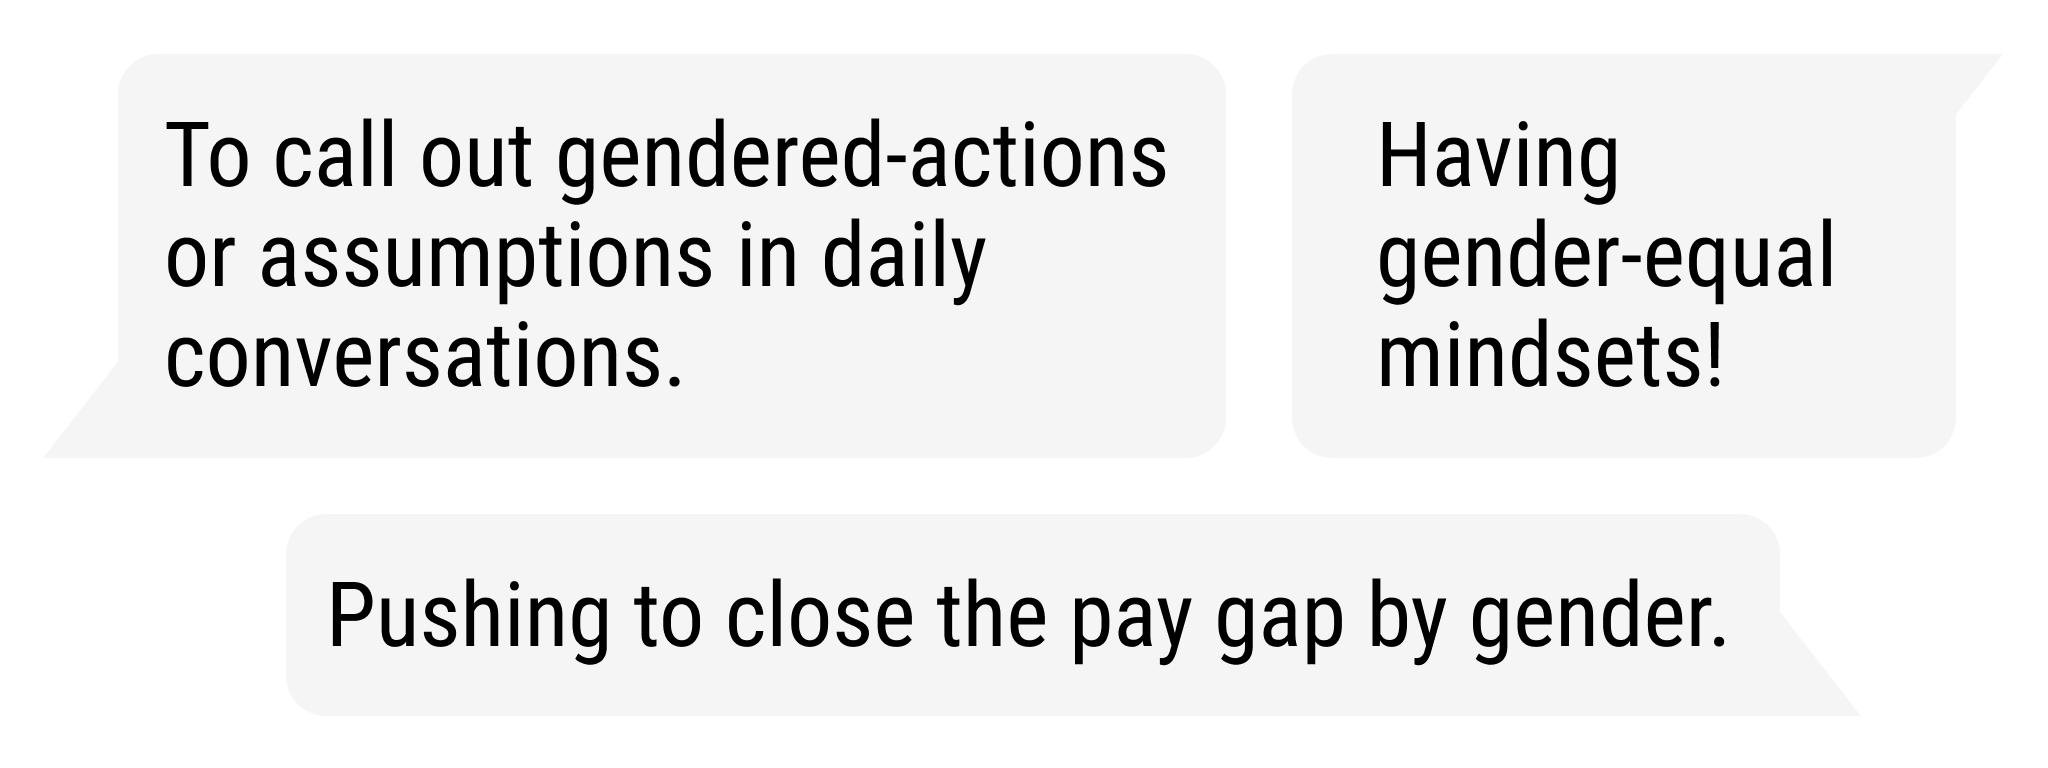 To call out gendered-actions
or assumptions in daily
conversations.
Having
gender-equal
mindsets!
Pushing to close the pay gap by gender.